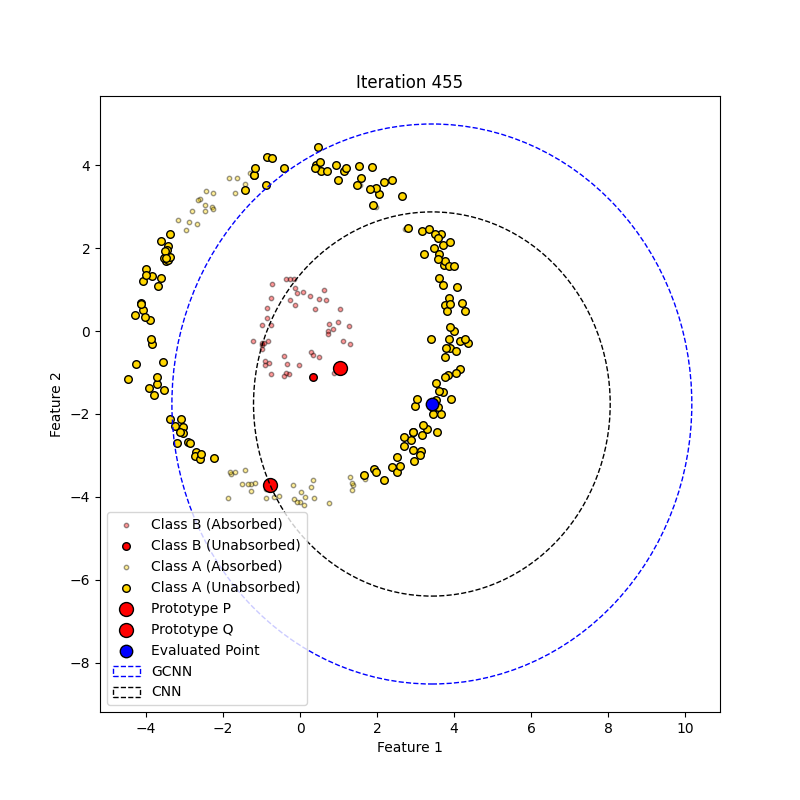 Iteration 455
4
2
0
−2
−4
−6
−8
Feature 2
Class B (Absorbed)
Class B (Unabsorbed)
Class A (Absorbed)
Class A (Unabsorbed)
Prototype P
Prototype Q
Evaluated Point
GCNN
CNN
−4 −2 0 2 4 6 8 10
Feature 1